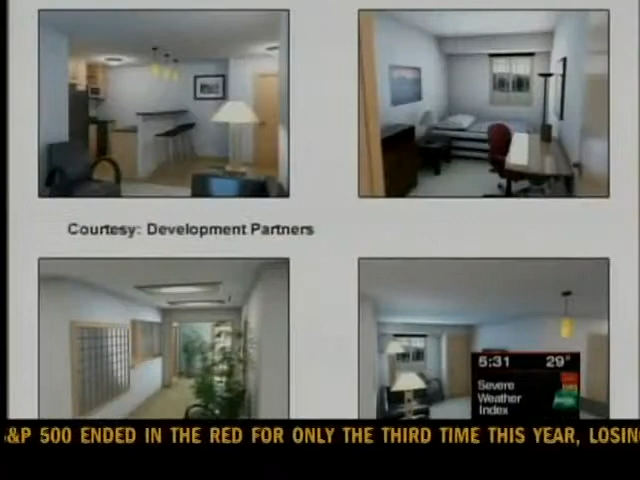 Courtesy: Development Partners
5:31 29°
Severe
Weather
Index
&P 500 ENDED IN THE RED FOR ONLY THE THIRD TIME THIS YEAR, LOSIN